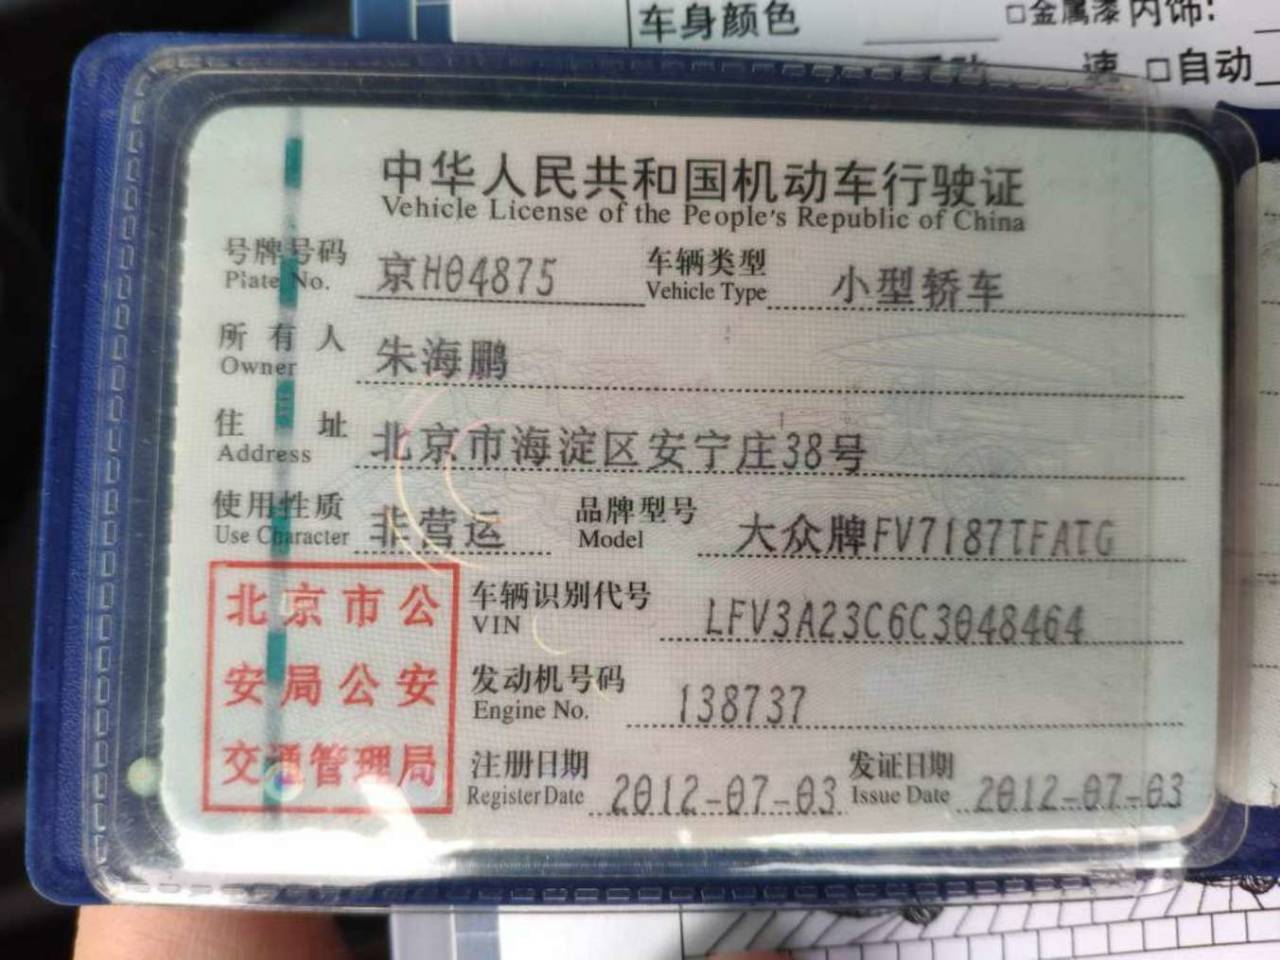 车身颜色 □金属漆 内饰:
速 □自动
中华人民共和国机动车行驶证
Vehicle License of the People's Republic of China
号牌号码 京H04875 车辆类型 小型轿车
Plate No. Vehicle Type
所有人 朱海鹏
Owner
住址 北京市海淀区安宁庄38号
Address
使用性质 非营运 品牌型号 大众牌FV7187TFATG
Use Character Model
北京市公
安局公安
交通管理局
车辆识别代号 LFV3A23C6C3048464
VIN
发动机号码 138737
Engine No.
注册日期 2012-07-03 发证日期 2012-07-03
Register Date Issue Date